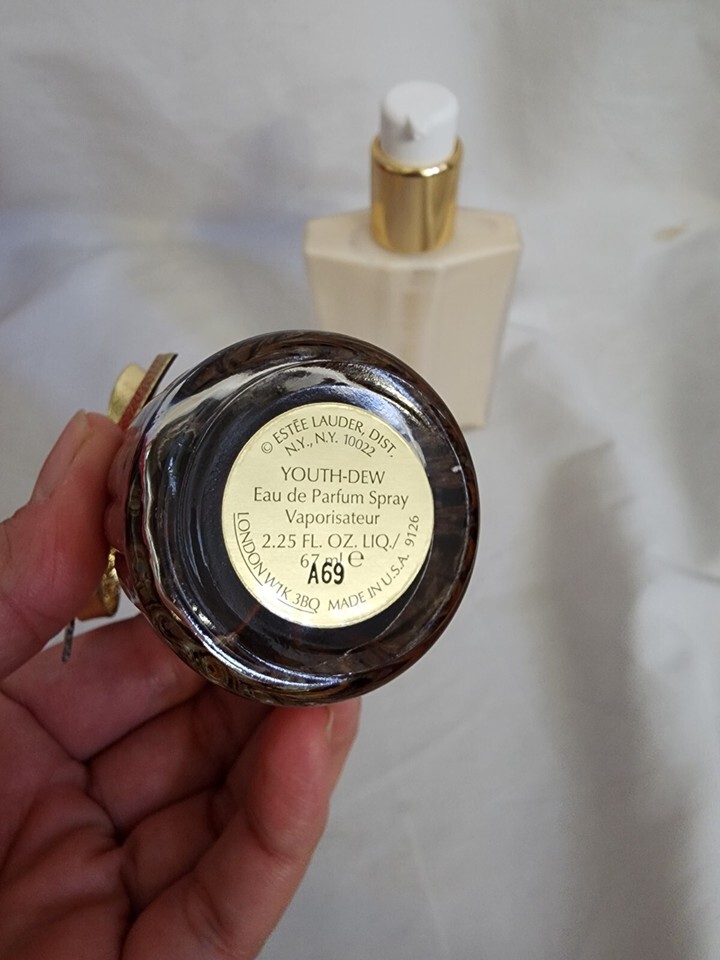 © ESTĒE LAUDER, DIST.
N.Y., N.Y. 10022
YOUTH-DEW
Eau de Parfum Spray
Vaporisateur
2.25 FL. OZ. LIQ./
67 ml ℮
A69
LONDON W1K 3BQ MADE IN U.S.A. 9126